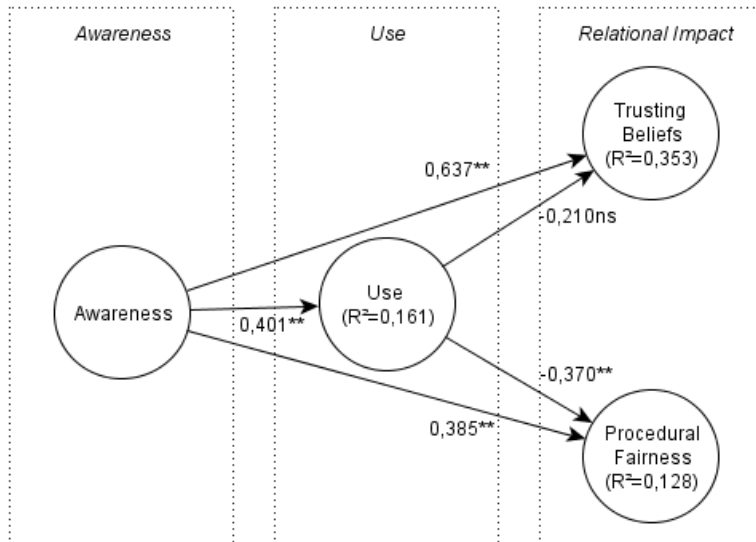 Awareness
Use
Relational Impact
Trusting
Beliefs
(R²=0,353)
0,637**
-0,210ns
Awareness
Use
(R²=0,161)
0,401**
-0,370**
0,385**
Procedural
Fairness
(R²=0,128)